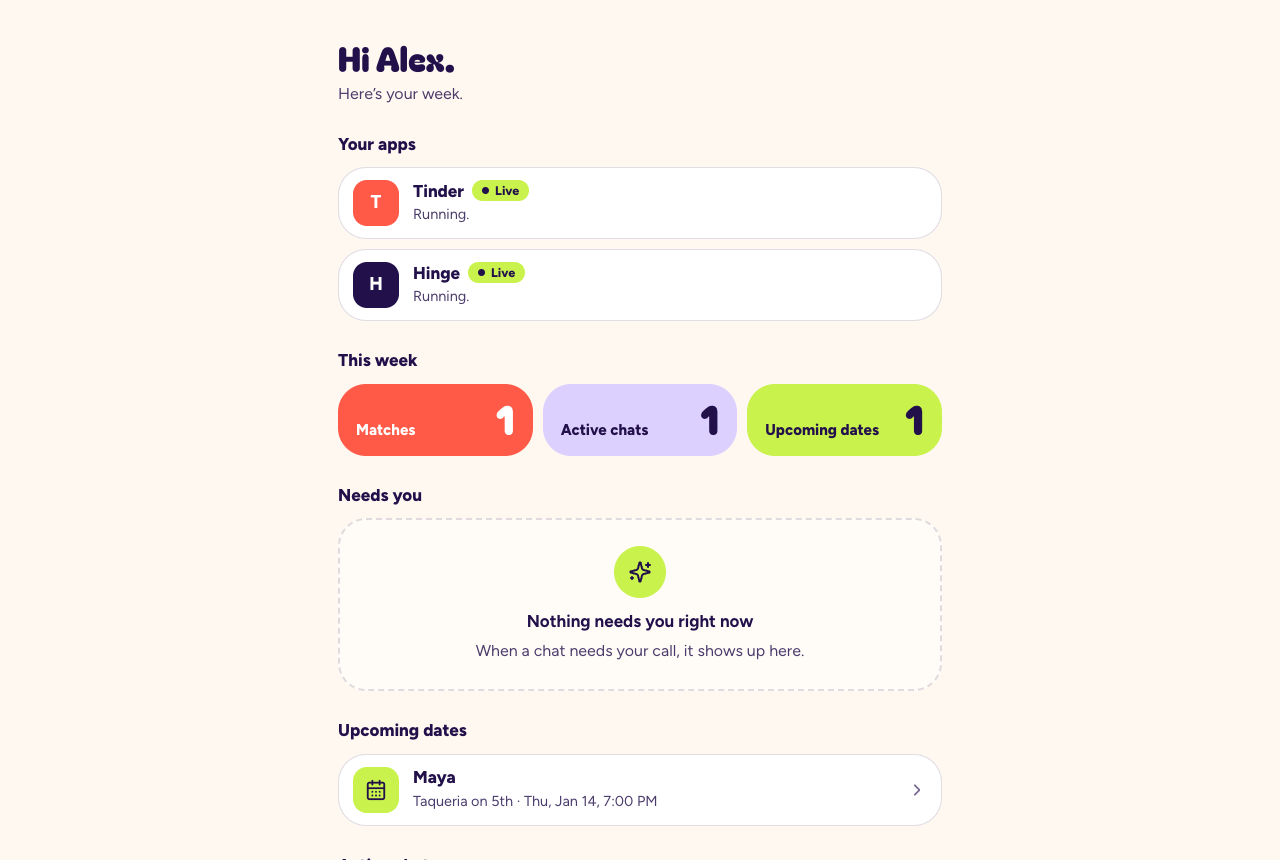 Hi Alex.
Here’s your week.
Your apps
T
Tinder
Live
Running.
H
Hinge
Live
Running.
This week
Matches
1
Active chats
1
Upcoming dates
1
Needs you
Nothing needs you right now
When a chat needs your call, it shows up here.
Upcoming dates
Maya
Taqueria on 5th · Thu, Jan 14, 7:00 PM